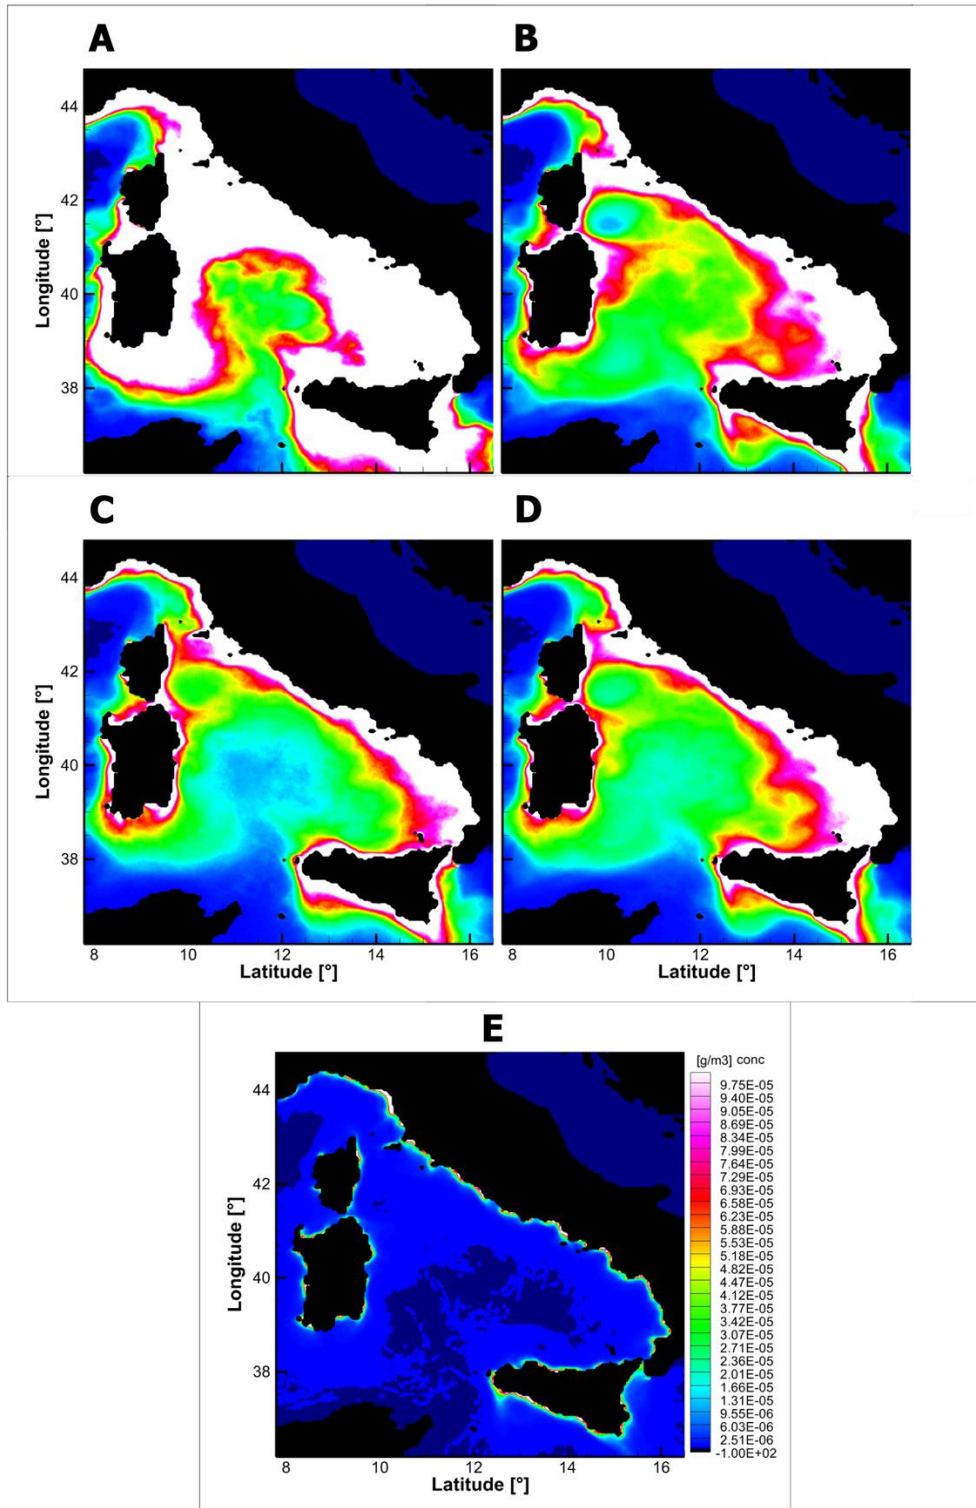 A
B
44
42
40
38
Longitude [°]
C
D
44
42
40
38
Longitude [°]
8 10 12 14 16
8 10 12 14 16
Latitude [°]
Latitude [°]
E
[g/m3] conc
44
42
40
38
Longitude [°]
9.75E-05
9.40E-05
9.05E-05
8.69E-05
8.34E-05
7.99E-05
7.64E-05
7.29E-05
6.93E-05
6.58E-05
6.23E-05
5.88E-05
5.53E-05
5.18E-05
4.82E-05
4.47E-05
4.12E-05
3.77E-05
3.42E-05
3.07E-05
2.71E-05
2.36E-05
2.01E-05
1.66E-05
1.31E-05
9.55E-06
6.03E-06
2.51E-06
-1.00E+02
8 10 12 14 16
Latitude [°]